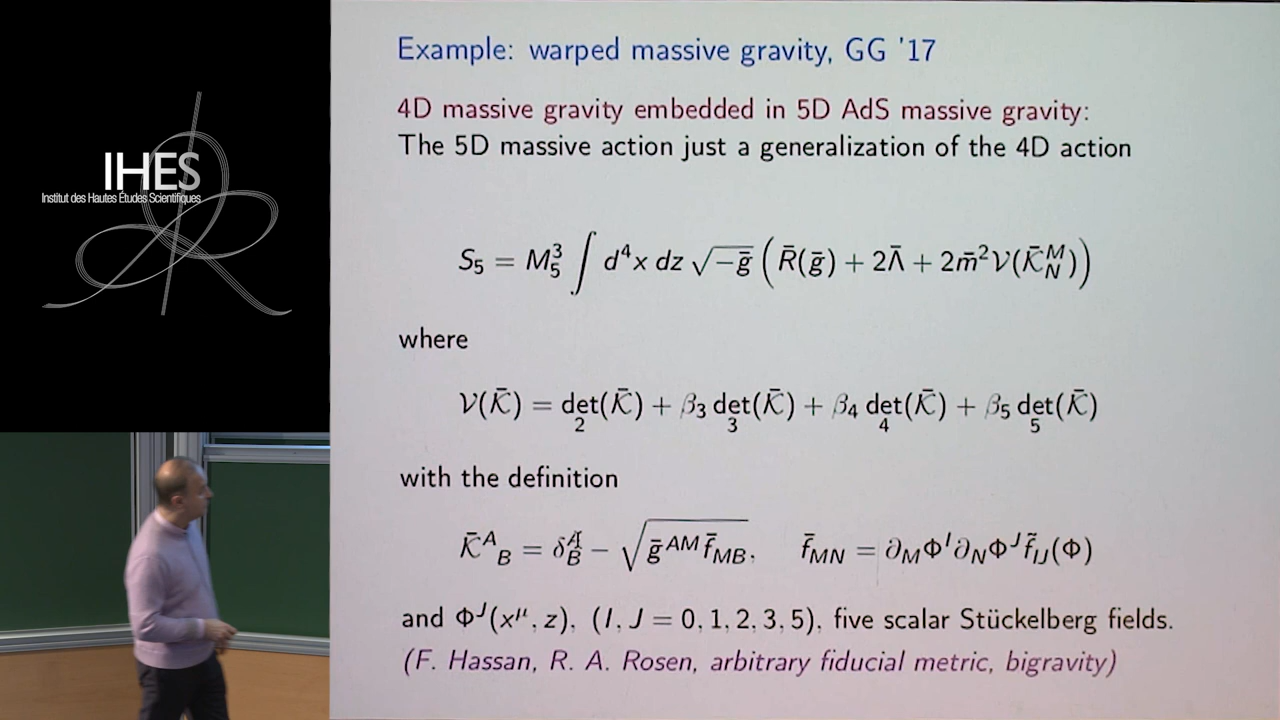 IHES
Institut des Hautes Études Scientifiques
Example: warped massive gravity, GG '17
4D massive gravity embedded in 5D AdS massive gravity:
The 5D massive action just a generalization of the 4D action
S₅ = M₅³ ∫ d⁴x dz √−ḡ ( R̄(ḡ) + 2Λ̄ + 2m̄²𝒱(𝒦̄ᴹ_N) )
where
𝒱(𝒦̄) = det₂(𝒦̄) + β₃ det₃(𝒦̄) + β₄ det₄(𝒦̄) + β₅ det₅(𝒦̄)
with the definition
𝒦̄ᴬ_B = δᴬ_B − √(ḡᴬᴹ f̄_MB), f̄_MN = ∂_MΦᴵ∂_NΦᴶ f̃_IJ(Φ)
and Φᴶ(xᵘ, z), (I, J = 0, 1, 2, 3, 5), five scalar Stückelberg fields.
(F. Hassan, R. A. Rosen, arbitrary fiducial metric, bigravity)